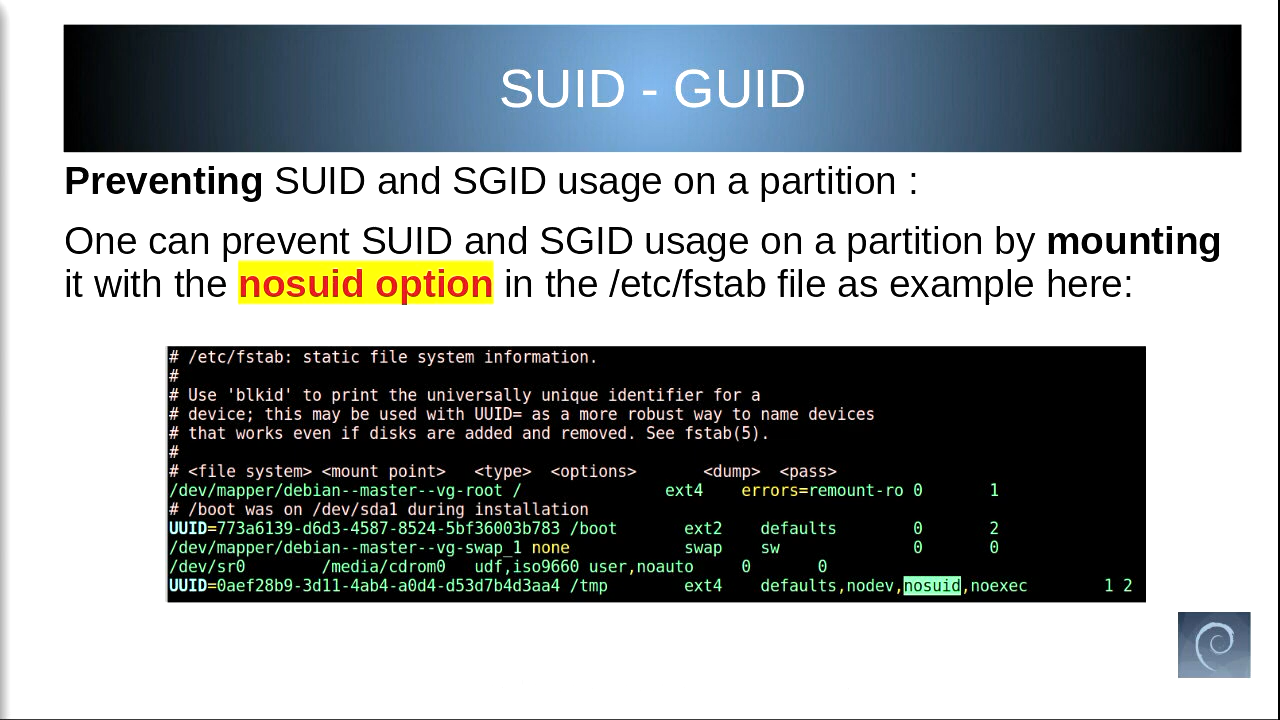 SUID - GUID
Preventing SUID and SGID usage on a partition :
One can prevent SUID and SGID usage on a partition by mounting
it with the nosuid option in the /etc/fstab file as example here:
# /etc/fstab: static file system information.
#
# Use 'blkid' to print the universally unique identifier for a
# device; this may be used with UUID= as a more robust way to name devices
# that works even if disks are added and removed. See fstab(5).
#
# <file system> <mount point>   <type>  <options>       <dump>  <pass>
/dev/mapper/debian--master--vg-root /               ext4    errors=remount-ro 0       1
# /boot was on /dev/sda1 during installation
UUID=773a6139-d6d3-4587-8524-5bf36003b783 /boot       ext2    defaults        0       2
/dev/mapper/debian--master--vg-swap_1 none            swap    sw              0       0
/dev/sr0        /media/cdrom0   udf,iso9660 user,noauto     0       0
UUID=0aef28b9-3d11-4ab4-a0d4-d53d7b4d3aa4 /tmp        ext4    defaults,nodev,nosuid,noexec        1 2